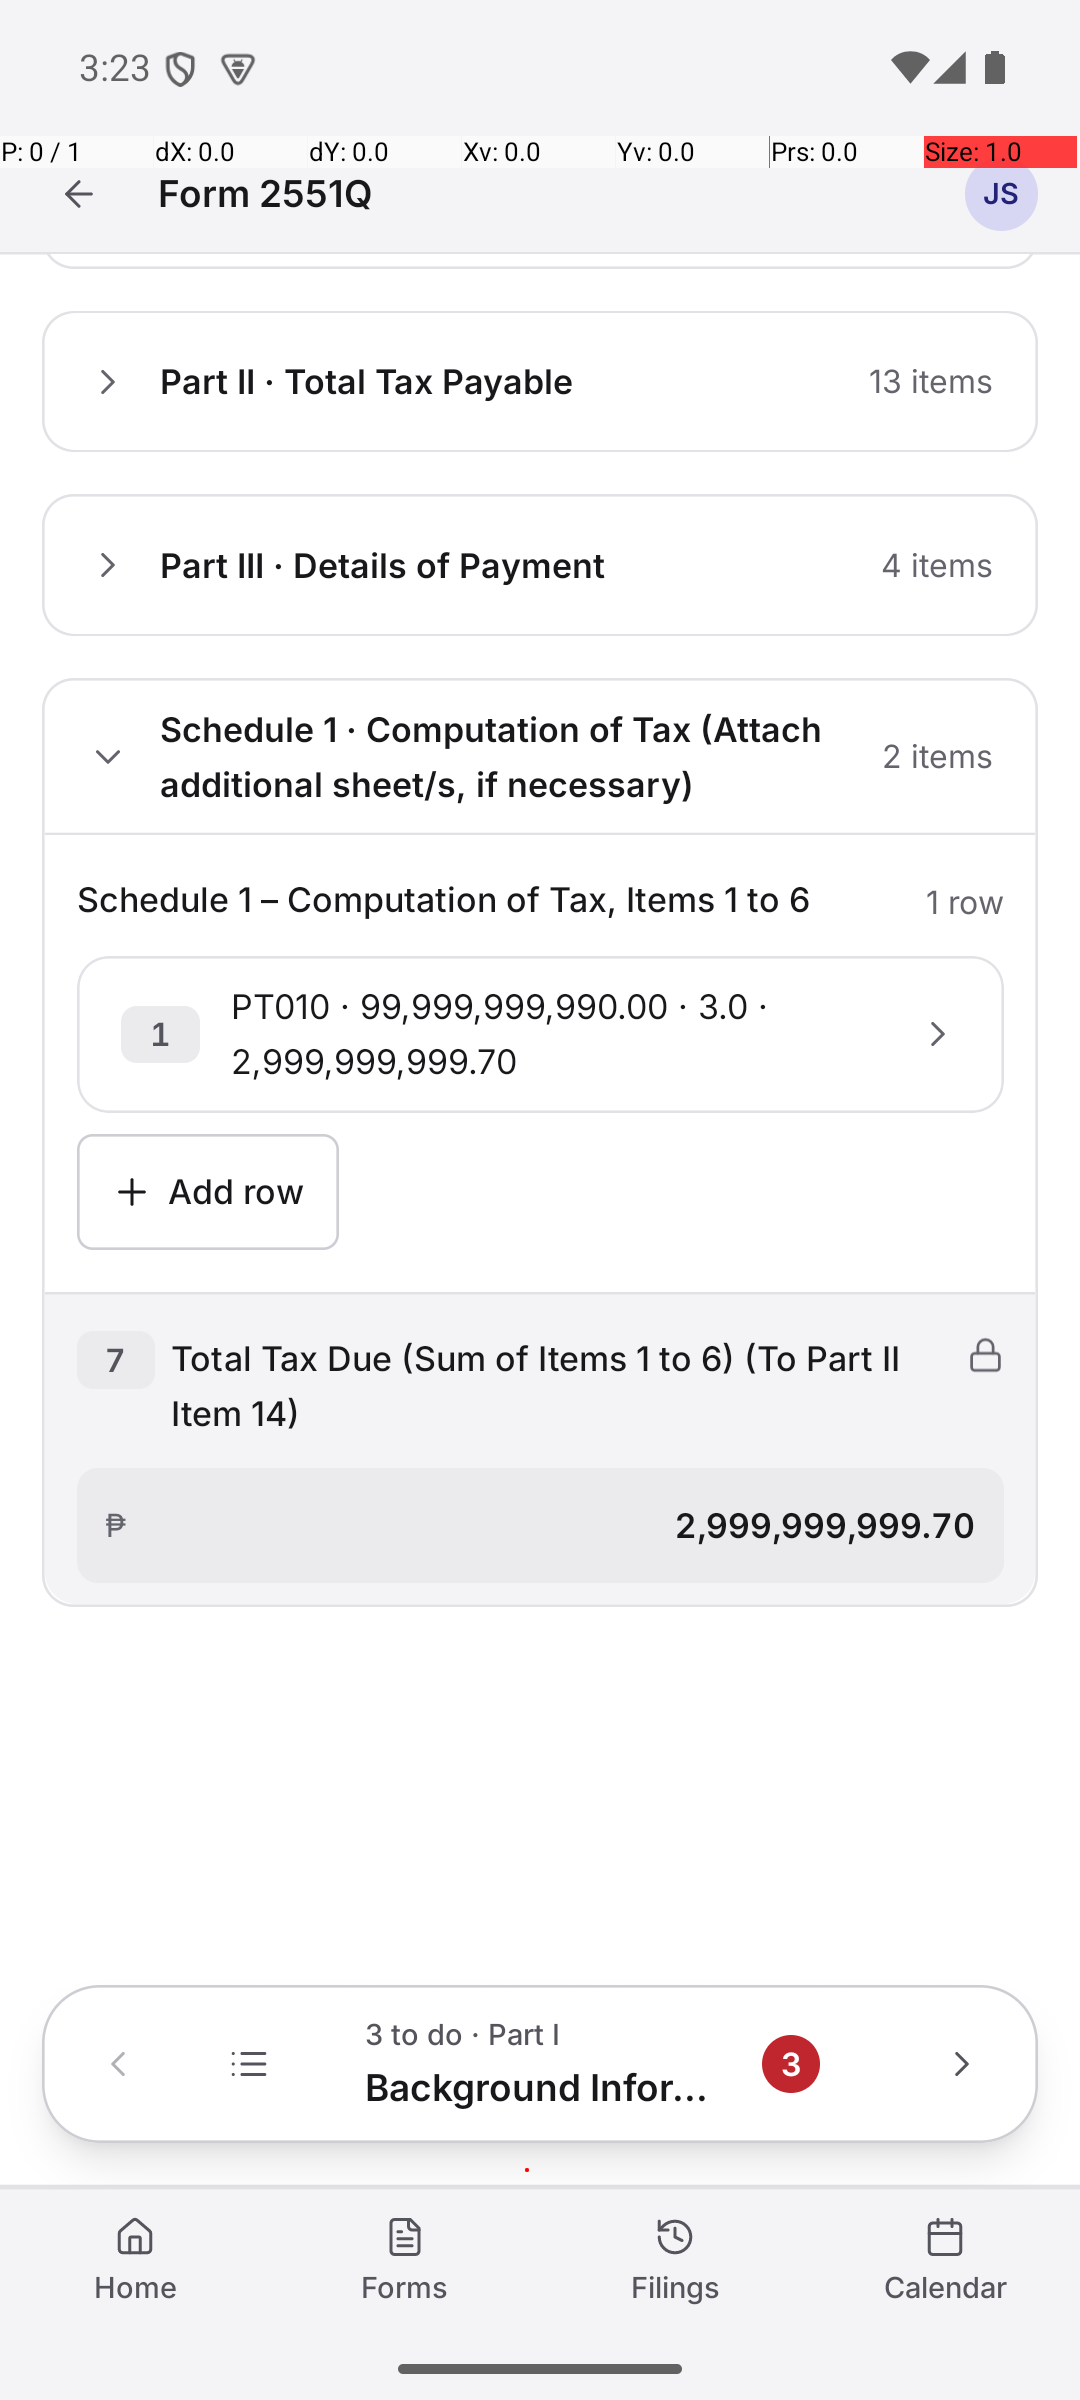 3:23
P: 0 / 1 dX: 0.0 dY: 0.0 Xv: 0.0 Yv: 0.0 Prs: 0.0 Size: 1.0
Form 2551Q
JS
Part II · Total Tax Payable
13 items
Part III · Details of Payment
4 items
Schedule 1 · Computation of Tax (Attach
additional sheet/s, if necessary)
2 items
Schedule 1 – Computation of Tax, Items 1 to 6
1 row
1
PT010 · 99,999,999,990.00 · 3.0 ·
2,999,999,999.70
Add row
7
Total Tax Due (Sum of Items 1 to 6) (To Part II
Item 14)
₱ 2,999,999,999.70
3 to do · Part I
Background Infor...
3
Home
Forms
Filings
Calendar